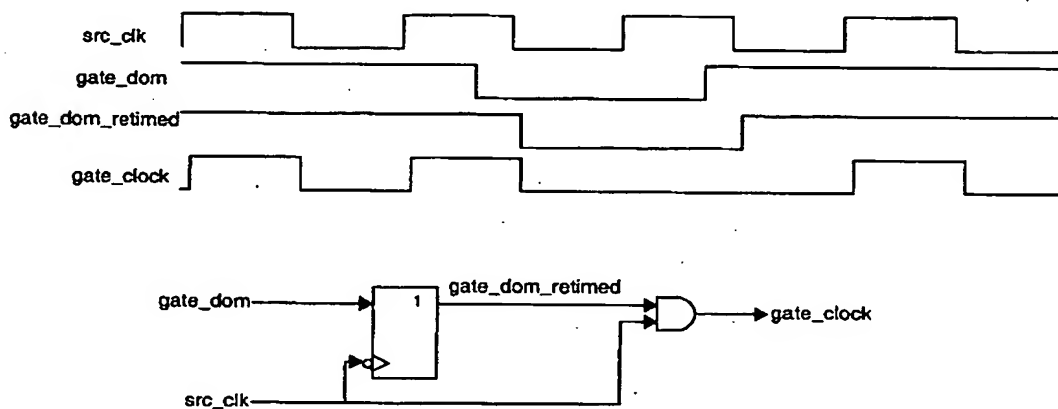 src_clk
gate_dom
gate_dom_retimed
gate_clock
gate_dom
1
gate_dom_retimed
gate_clock
src_clk